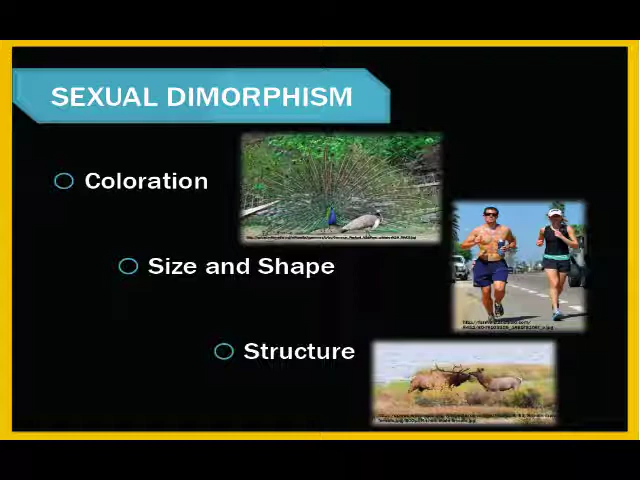 SEXUAL DIMORPHISM
Coloration
Size and Shape
Structure